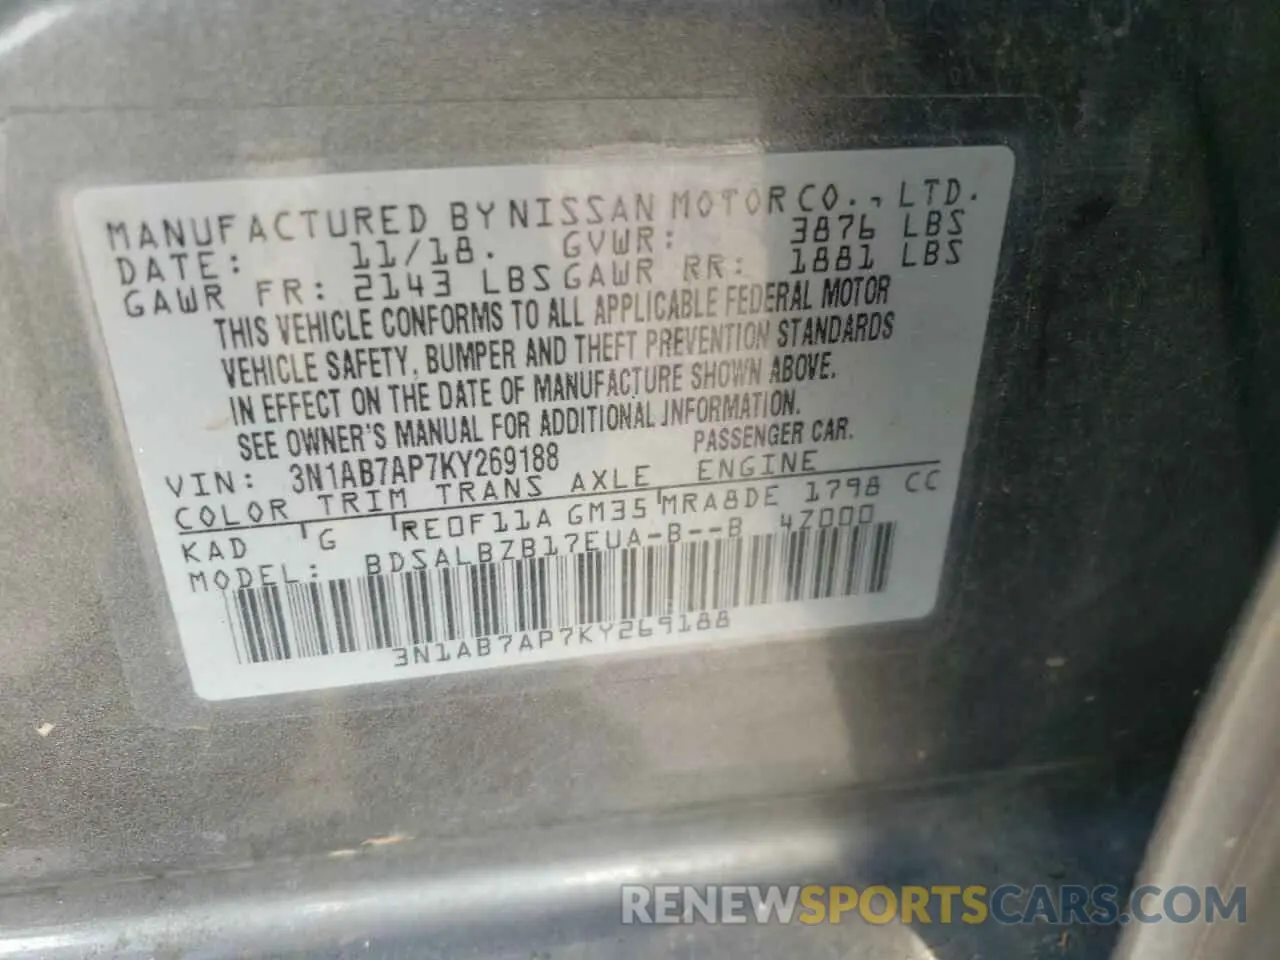 MANUFACTURED BY NISSAN MOTOR CO., LTD.
DATE: 11/18. GVWR: 3876 LBS
GAWR FR: 2143 LBS GAWR RR: 1881 LBS
THIS VEHICLE CONFORMS TO ALL APPLICABLE FEDERAL MOTOR
VEHICLE SAFETY, BUMPER AND THEFT PREVENTION STANDARDS
IN EFFECT ON THE DATE OF MANUFACTURE SHOWN ABOVE.
SEE OWNER'S MANUAL FOR ADDITIONAL INFORMATION.
VIN: 3N1AB7AP7KY269188 PASSENGER CAR.
COLOR TRIM TRANS AXLE ENGINE
KAD G RE0F11A GM35 MRA8DE 1798 CC
MODEL: BDSALBZB17EUA-B--B 47000
3N1AB7AP7KY269188
RENEWSPORTSCARS.COM